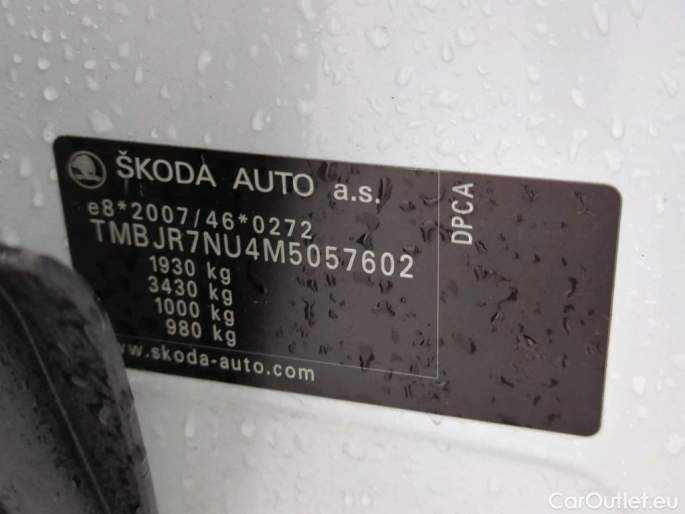 ŠKODA AUTO a.s.
e8*2007/46*0272
TMBJR7NU4M5057602
1930 kg
3430 kg
1000 kg
980 kg
www.skoda-auto.com
DPCA
CarOutlet.eu